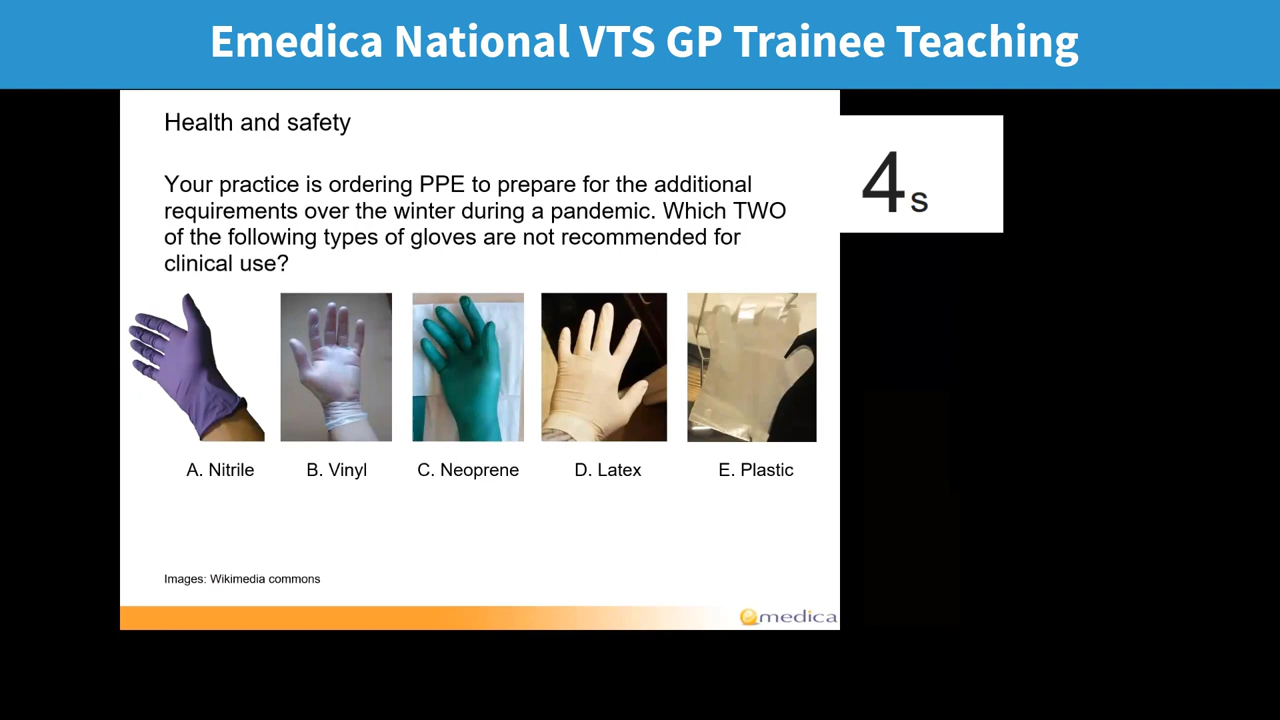 Emedica National VTS GP Trainee Teaching
Health and safety
4s
Your practice is ordering PPE to prepare for the additional
requirements over the winter during a pandemic. Which TWO
of the following types of gloves are not recommended for
clinical use?
A. Nitrile
B. Vinyl
C. Neoprene
D. Latex
E. Plastic
Images: Wikimedia commons
emedica